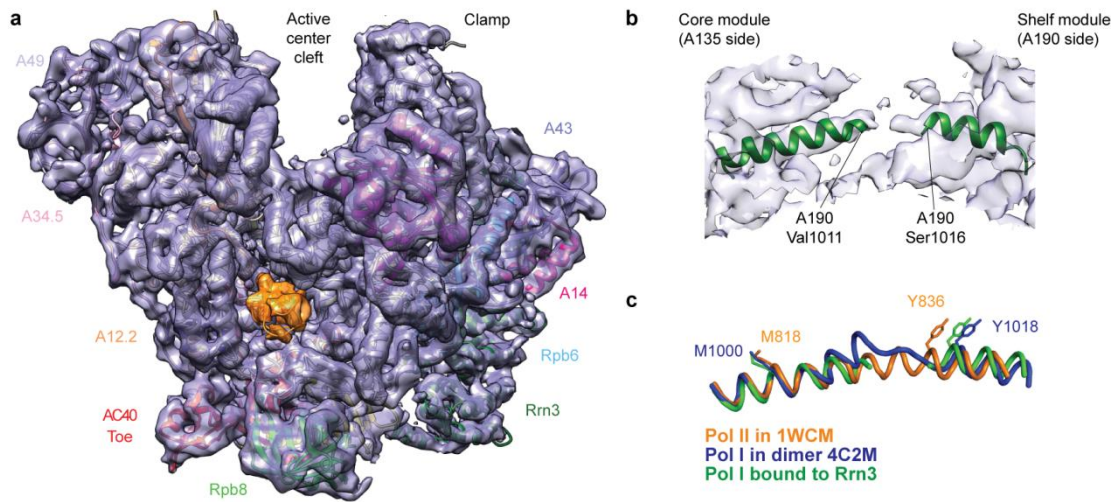 a
Active
center
cleft
Clamp
A49
A43
A34.5
A14
A12.2
Rpb6
AC40
Toe
Rrn3
Rpb8
b
Core module
(A135 side)
Shelf module
(A190 side)
A190
Val1011
A190
Ser1016
c
Y836
M818
M1000
Y1018
Pol II in 1WCM
Pol I in dimer 4C2M
Pol I bound to Rrn3